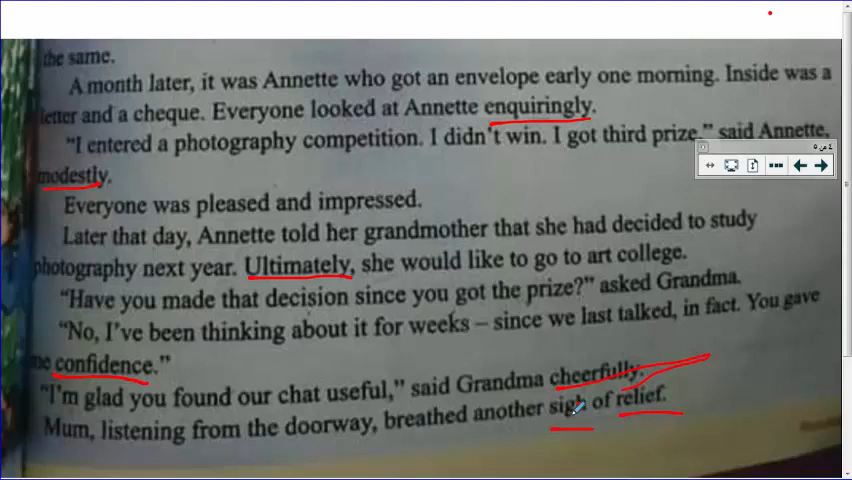 the same.
A month later, it was Annette who got an envelope early one morning. Inside was a
letter and a cheque. Everyone looked at Annette enquiringly.
"I entered a photography competition. I didn't win. I got third prize," said Annette,
modestly.
Everyone was pleased and impressed.
Later that day, Annette told her grandmother that she had decided to study
photography next year. Ultimately, she would like to go to art college.
"Have you made that decision since you got the prize?" asked Grandma.
"No, I've been thinking about it for weeks – since we last talked, in fact. You gave
me confidence."
"I'm glad you found our chat useful," said Grandma cheerfully.
Mum, listening from the doorway, breathed another sigh of relief.